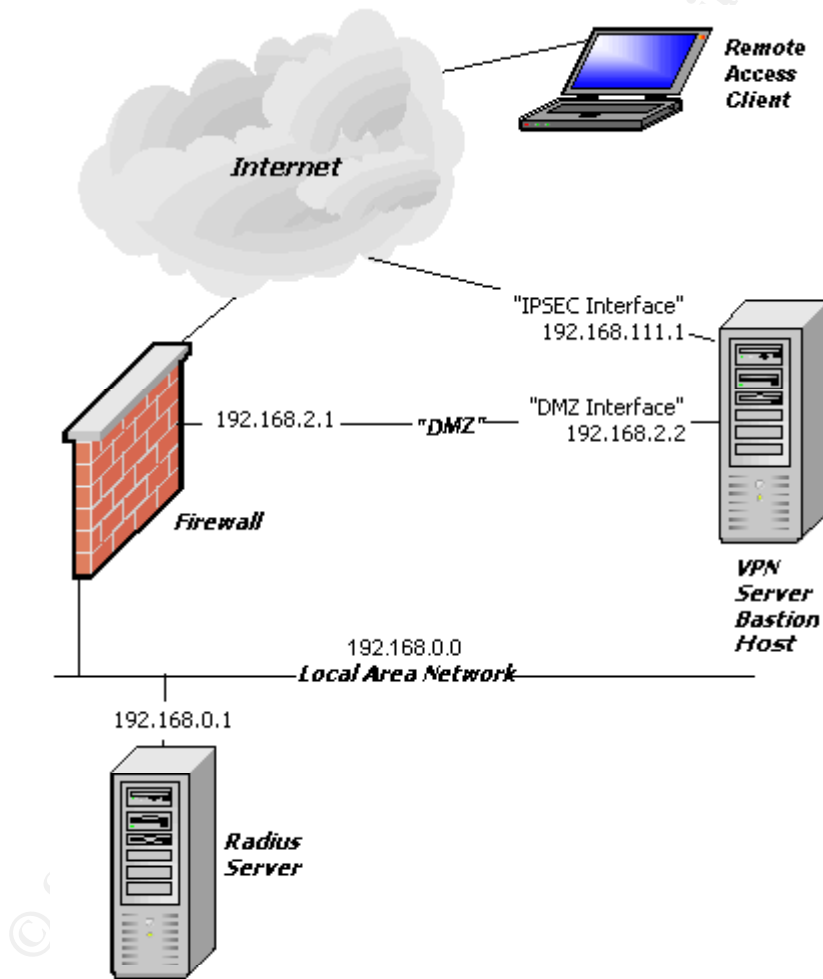 Remote
Access
Client
Internet
"IPSEC Interface"
192.168.111.1
192.168.2.1
"DMZ"
"DMZ Interface"
192.168.2.2
Firewall
VPN
Server
Bastion
Host
192.168.0.0
Local Area Network
192.168.0.1
Radius
Server
©